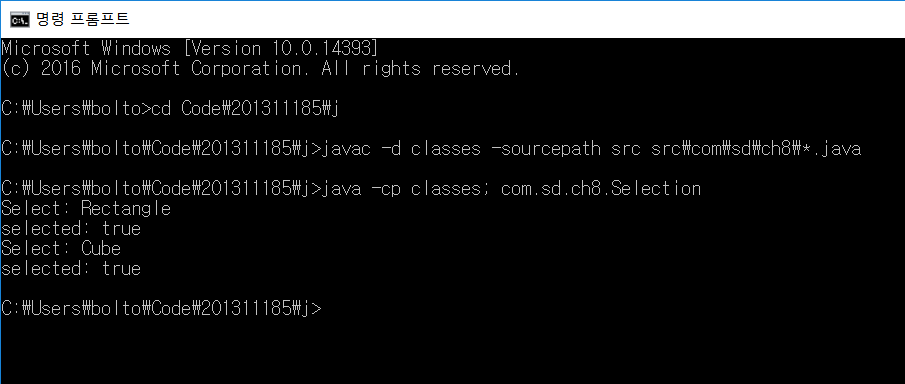 명령 프롬프트
Microsoft Windows [Version 10.0.14393]
(c) 2016 Microsoft Corporation. All rights reserved.
C:₩Users₩bolto>cd Code₩201311185₩j
C:₩Users₩bolto₩Code₩201311185₩j>javac -d classes -sourcepath src src₩com₩sd₩ch8₩*.java
C:₩Users₩bolto₩Code₩201311185₩j>java -cp classes; com.sd.ch8.Selection
Select: Rectangle
selected: true
Select: Cube
selected: true
C:₩Users₩bolto₩Code₩201311185₩j>